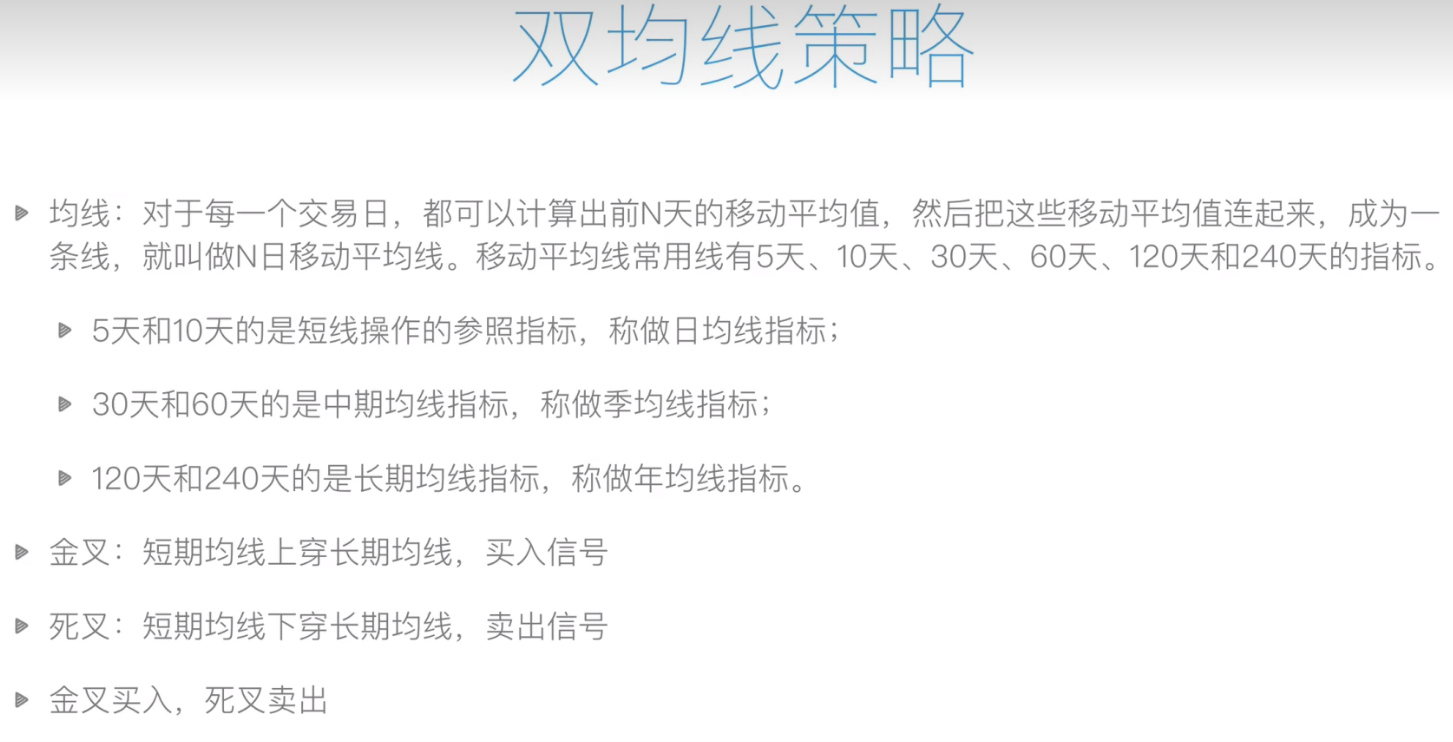 双均线策略
均线：对于每一个交易日，都可以计算出前N天的移动平均值，然后把这些移动平均值连起来，成为一
条线，就叫做N日移动平均线。移动平均线常用线有5天、10天、30天、60天、120天和240天的指标。
5天和10天的是短线操作的参照指标，称做日均线指标；
30天和60天的是中期均线指标，称做季均线指标；
120天和240天的是长期均线指标，称做年均线指标。
金叉：短期均线上穿长期均线，买入信号
死叉：短期均线下穿长期均线，卖出信号
金叉买入，死叉卖出